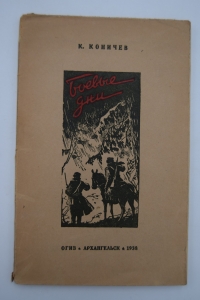 К. КОНИЧЕВ
Боевые
дни
ОГИЗ • АРХАНГЕЛЬСК • 1938